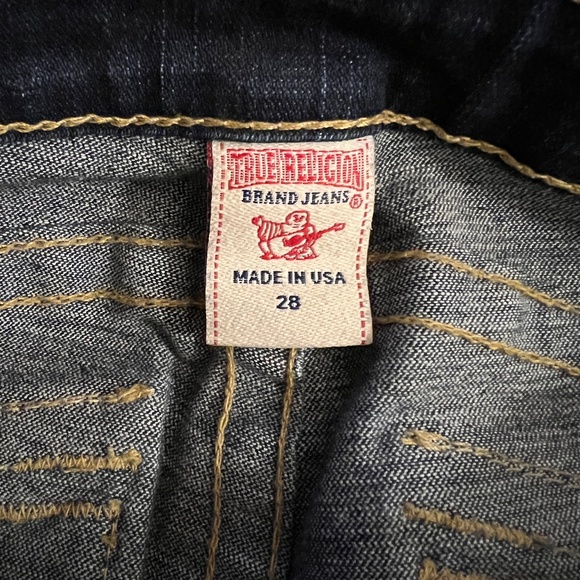 TRUE RELIGION
BRAND JEANS®
MADE IN USA
28